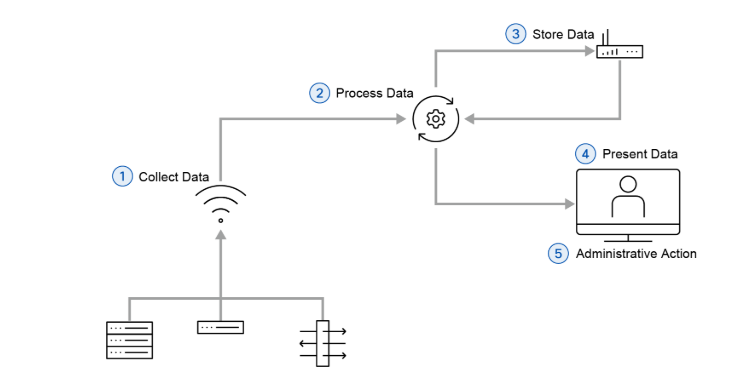 1 Collect Data
2 Process Data
3 Store Data
4 Present Data
5 Administrative Action